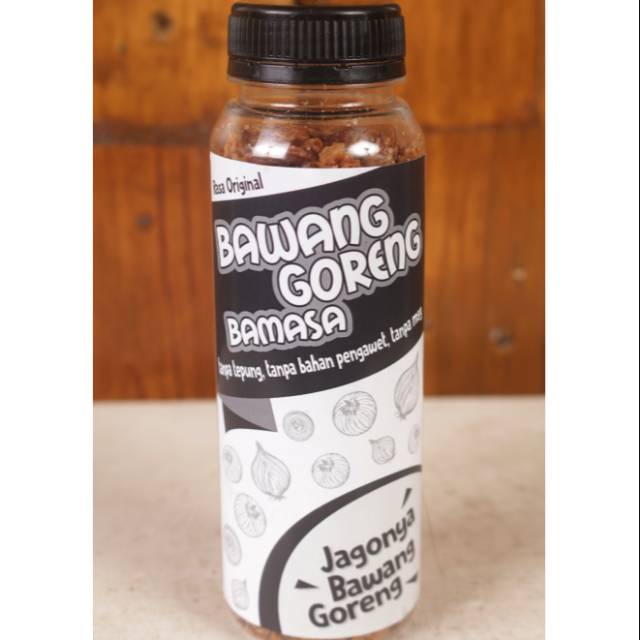 Rasa Original
BAWANG
GORENG
BAMASA
tanpa tepung, tanpa bahan pengawet, tanpa
Jagonya
Bawang
Goreng